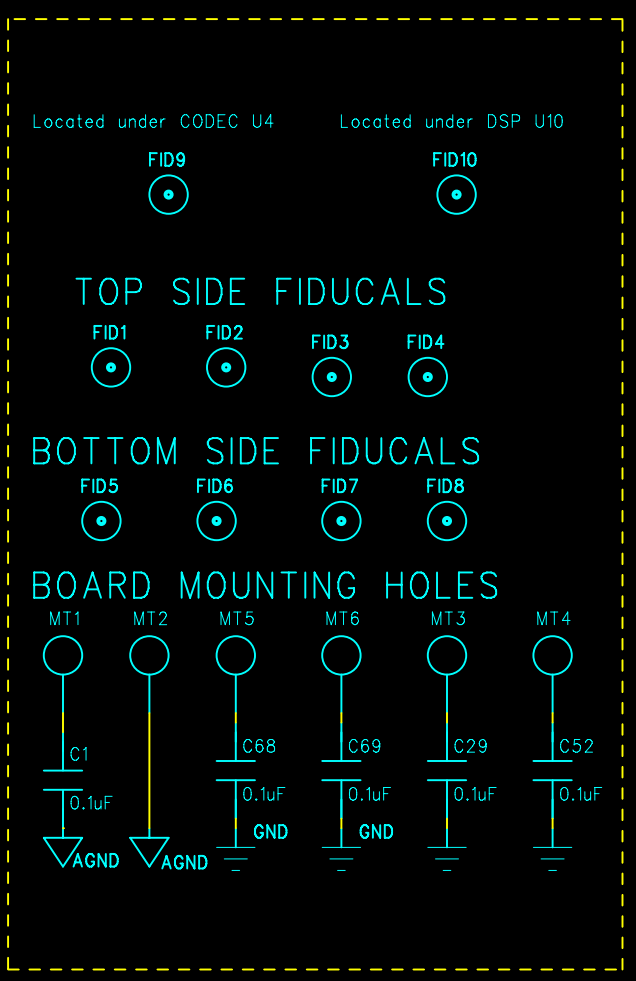 Located under CODEC U4
Located under DSP U10
FID9
FID10
TOP SIDE FIDUCALS
FID1
FID2
FID3
FID4
BOTTOM SIDE FIDUCALS
FID5
FID6
FID7
FID8
BOARD MOUNTING HOLES
MT1
MT2
MT5
MT6
MT3
MT4
C1
C68
C69
C29
C52
0.1uF
0.1uF
0.1uF
0.1uF
0.1uF
GND
GND
AGND
AGND